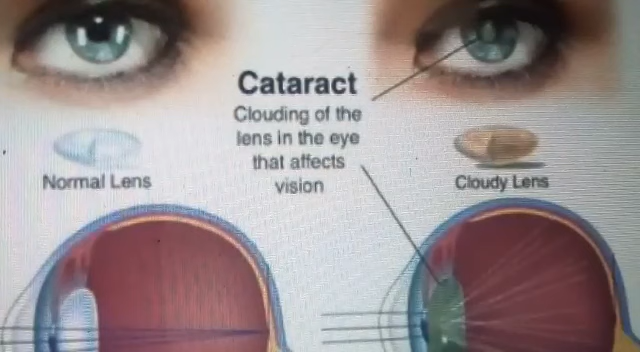 Cataract
Clouding of the
lens in the eye
that affects
vision
Normal Lens
Cloudy Lens